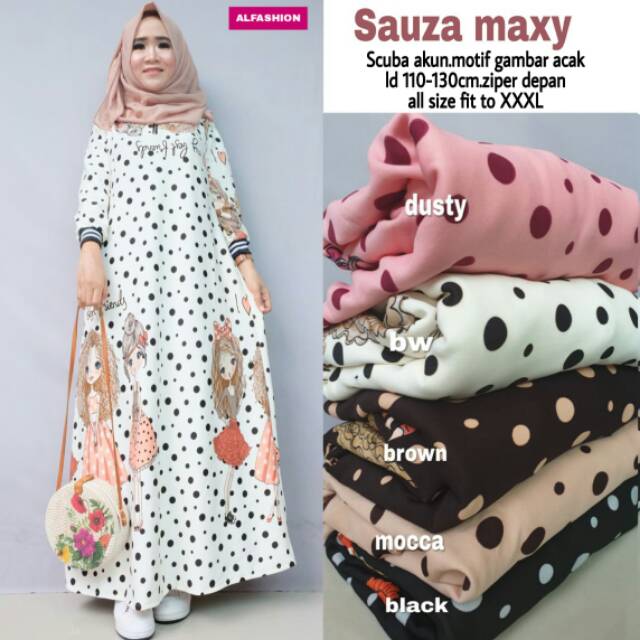 ALFASHION
Sauza maxy
Scuba akun.motif gambar acak
ld 110-130cm.ziper depan
all size fit to XXXL
dusty
bw
brown
mocca
black